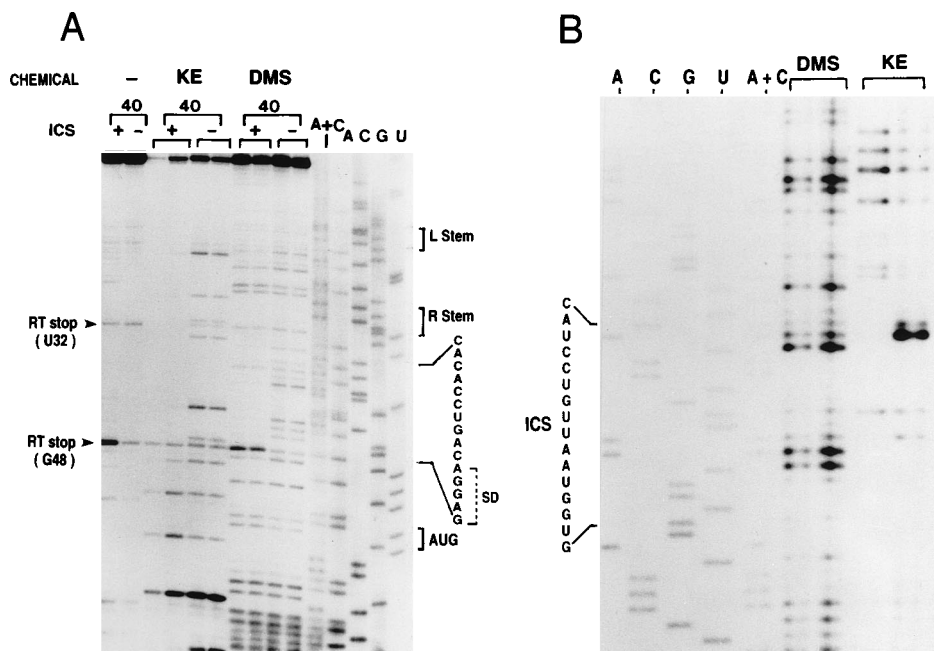 A
CHEMICAL – KE DMS
40 40 40
ICS + – + – + – A+C A C G U
L Stem
R Stem
RT stop
( U32 )
RT stop
( G48 )
C
A
C
A
C
C
U
G
A
C
A
G
G
A
G
SD
AUG
B
DMS KE
A C G U A + C
ICS
C
A
U
C
C
U
G
U
U
A
A
U
G
G
U
G